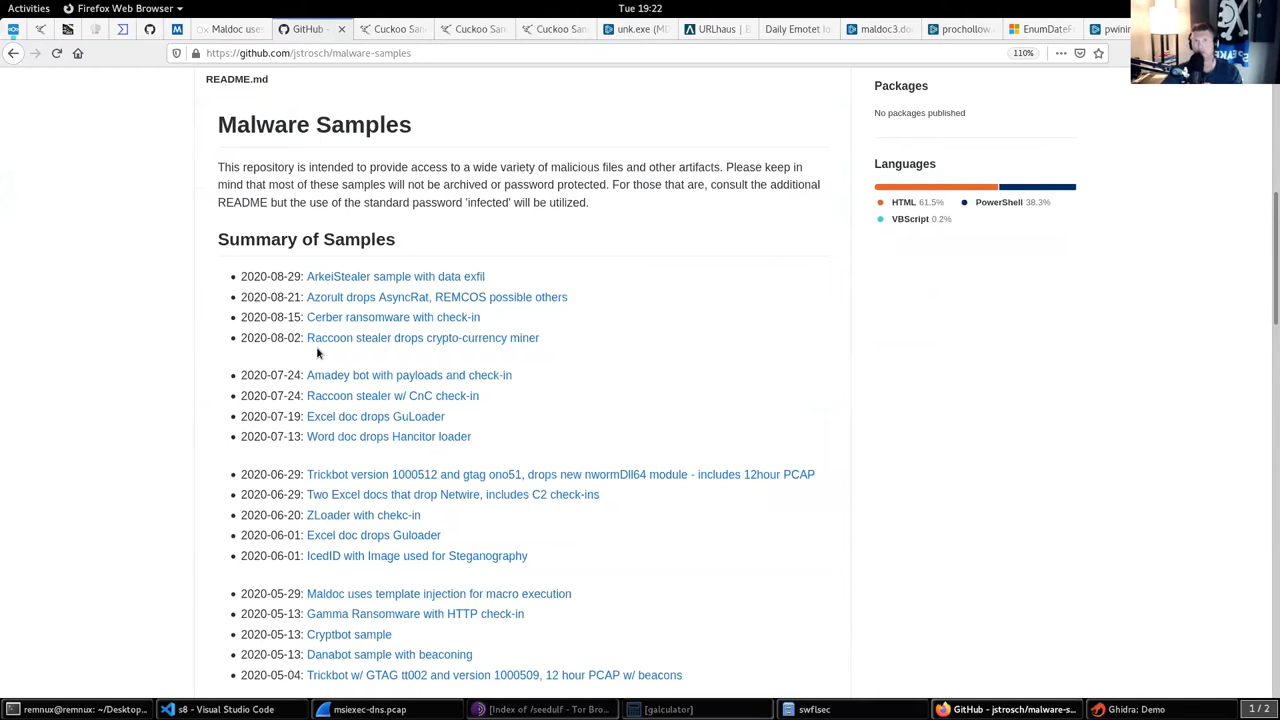 Activities
Firefox Web Browser
Tue 19:22
Maldoc uses
GitHub -
Cuckoo San
Cuckoo San
Cuckoo San
unk.exe (MD
URLhaus |
Daily Emotet Io
maldoc3.do
prochollow.
EnumDateF
pwinin
https://github.com/jstrosch/malware-samples
110%
README.md
Malware Samples
This repository is intended to provide access to a wide variety of malicious files and other artifacts. Please keep in
mind that most of these samples will not be archived or password protected. For those that are, consult the additional
README but the use of the standard password 'infected' will be utilized.
Summary of Samples
2020-08-29: ArkeiStealer sample with data exfil
2020-08-21: Azorult drops AsyncRat, REMCOS possible others
2020-08-15: Cerber ransomware with check-in
2020-08-02: Raccoon stealer drops crypto-currency miner
2020-07-24: Amadey bot with payloads and check-in
2020-07-24: Raccoon stealer w/ CnC check-in
2020-07-19: Excel doc drops GuLoader
2020-07-13: Word doc drops Hancitor loader
2020-06-29: Trickbot version 1000512 and gtag ono51, drops new nwormDll64 module - includes 12hour PCAP
2020-06-29: Two Excel docs that drop Netwire, includes C2 check-ins
2020-06-20: ZLoader with chekc-in
2020-06-01: Excel doc drops Guloader
2020-06-01: IcedID with Image used for Steganography
2020-05-29: Maldoc uses template injection for macro execution
2020-05-13: Gamma Ransomware with HTTP check-in
2020-05-13: Cryptbot sample
2020-05-13: Danabot sample with beaconing
2020-05-04: Trickbot w/ GTAG tt002 and version 1000509, 12 hour PCAP w/ beacons
Packages
No packages published
Languages
HTML 61.5%
PowerShell 38.3%
VBScript 0.2%
remnux@remnux: ~/Desktop...
s8 - Visual Studio Code
msiexec-dns.pcap
[Index of /seedulf - Tor Bro...
[galculator]
swflsec
GitHub - jstrosch/malware-s...
Ghidra: Demo
1 / 2